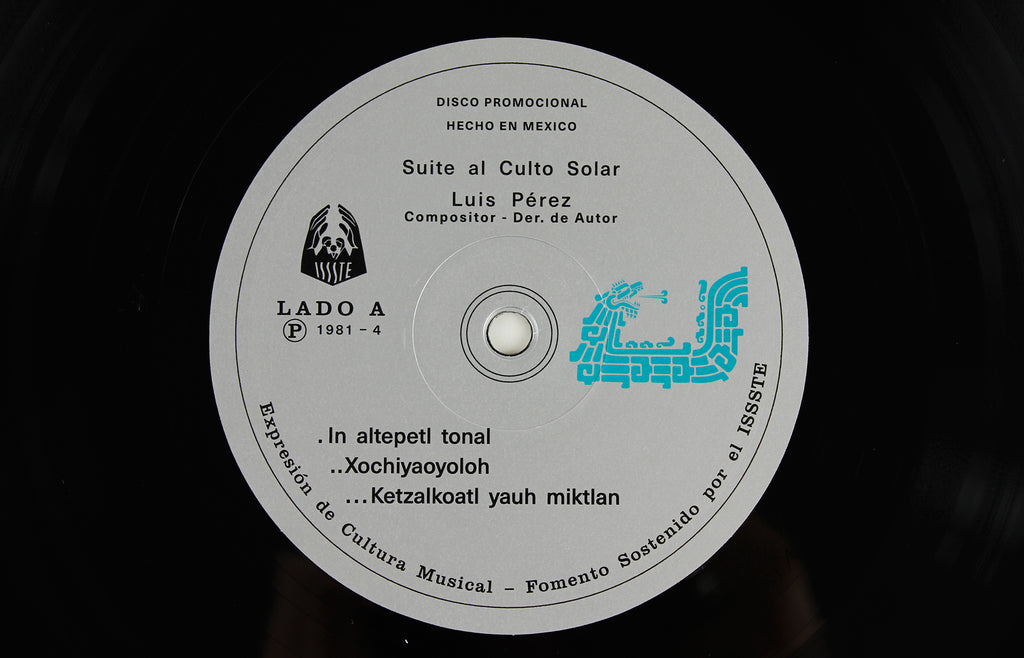 DISCO PROMOCIONAL
HECHO EN MEXICO
Suite al Culto Solar
Luis Pérez
Compositor - Der. de Autor
ISSSTE
LADO A
Ⓟ 1981 – 4
. In altepetl tonal
.. Xochiyaoyoloh
... Ketzalkoatl yauh miktlan
Expresión de Cultura Musical – Fomento Sostenido por el ISSSTE